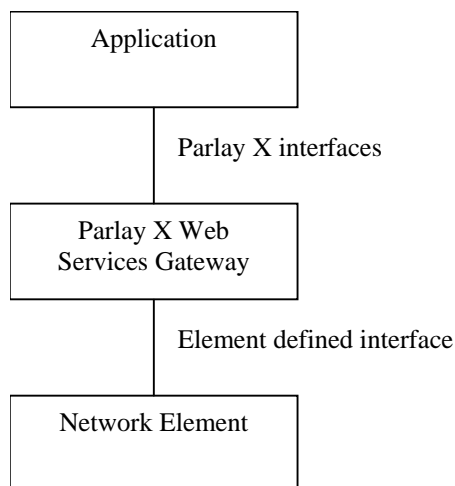 Application
Parlay X interfaces
Parlay X Web
Services Gateway
Element defined interface
Network Element